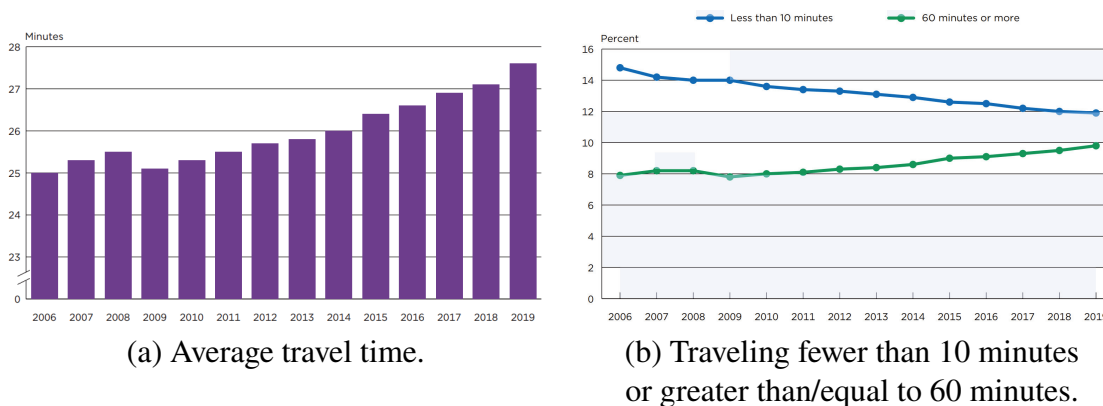 Minutes
28
27
26
25
24
23
0
2006 2007 2008 2009 2010 2011 2012 2013 2014 2015 2016 2017 2018 2019
(a) Average travel time.
Less than 10 minutes 60 minutes or more
Percent
16
14
12
10
8
6
4
2
0
2006 2007 2008 2009 2010 2011 2012 2013 2014 2015 2016 2017 2018 2019
(b) Traveling fewer than 10 minutes
or greater than/equal to 60 minutes.